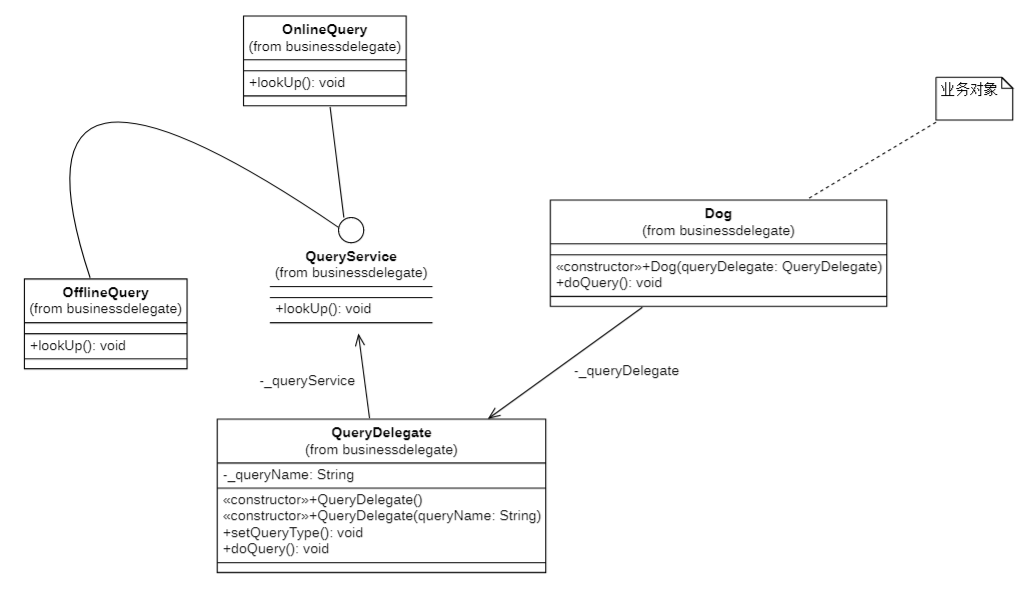 OnlineQuery
(from businessdelegate)
+lookUp(): void
业务对象
Dog
(from businessdelegate)
«constructor»+Dog(queryDelegate: QueryDelegate)
+doQuery(): void
QueryService
(from businessdelegate)
+lookUp(): void
OfflineQuery
(from businessdelegate)
+lookUp(): void
-_queryService
-_queryDelegate
QueryDelegate
(from businessdelegate)
-_queryName: String
«constructor»+QueryDelegate()
«constructor»+QueryDelegate(queryName: String)
+setQueryType(): void
+doQuery(): void